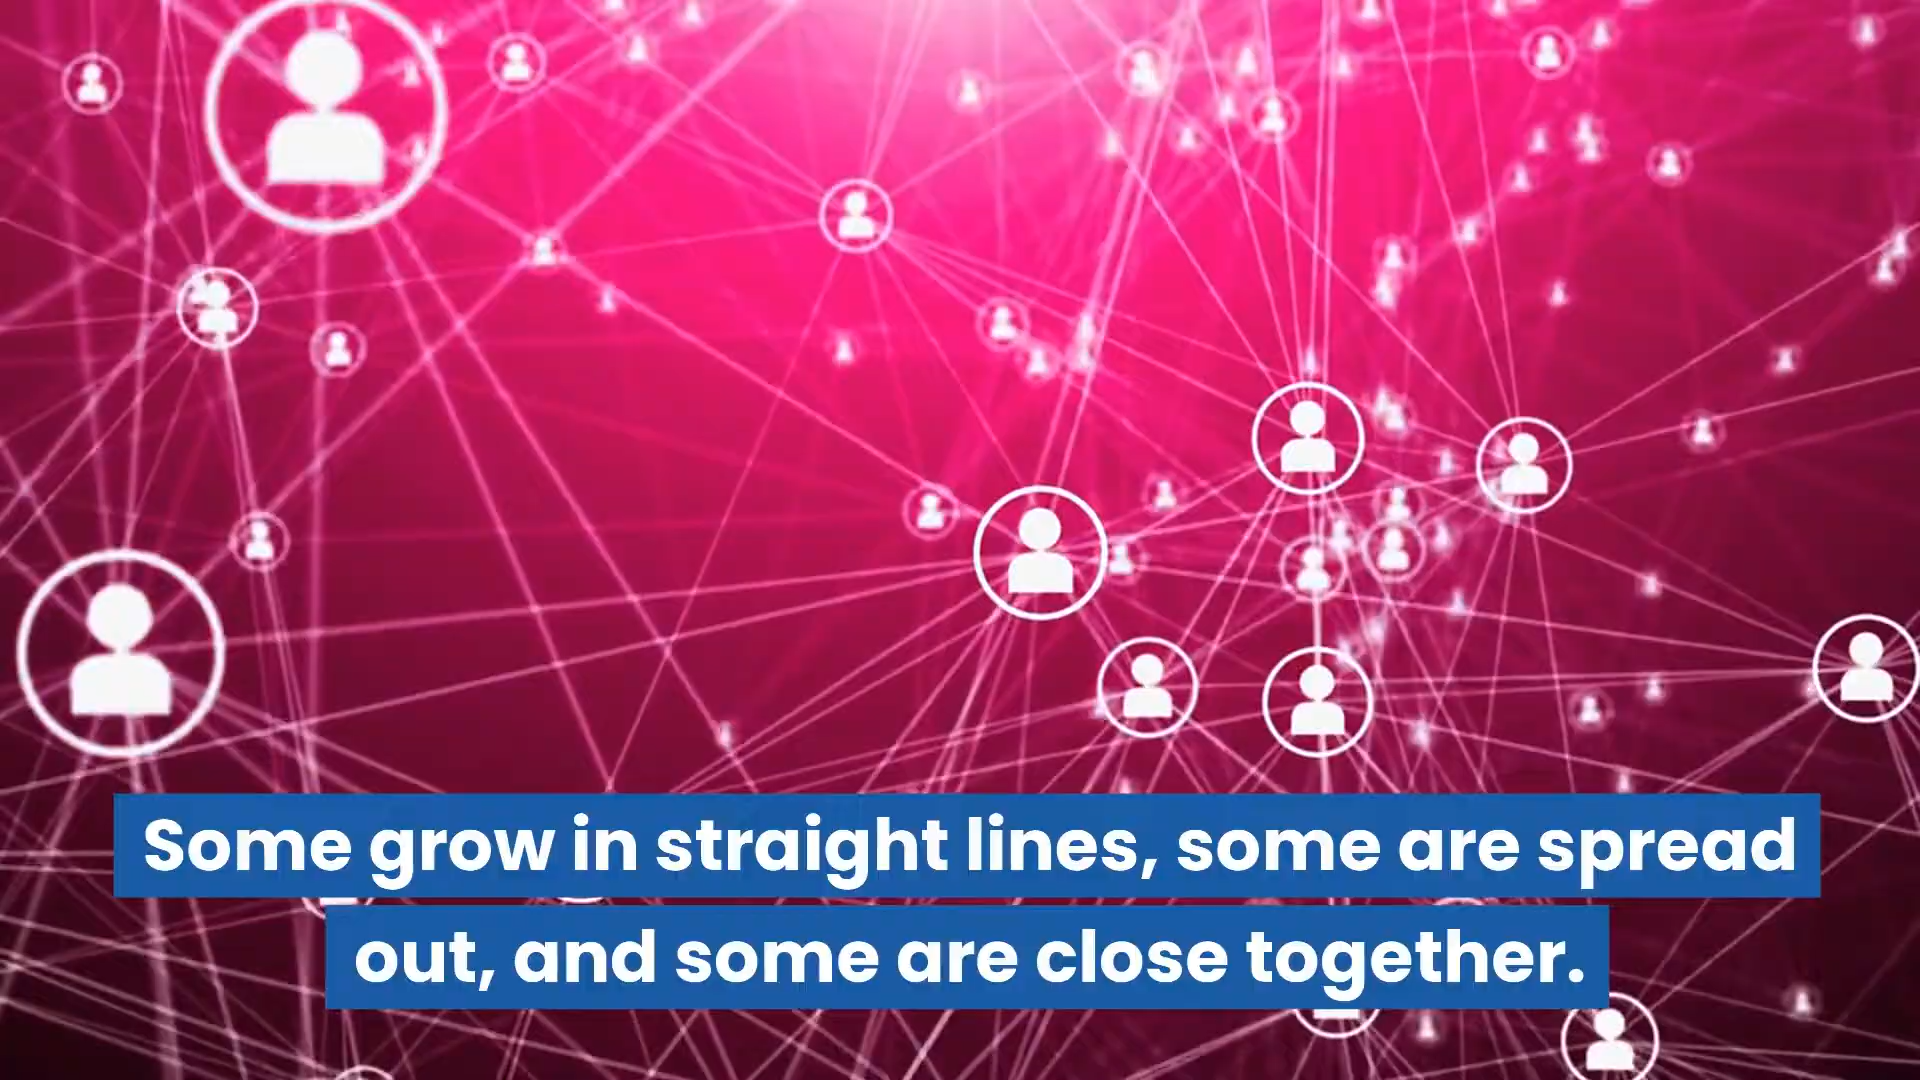 Some grow in straight lines, some are spread
out, and some are close together.